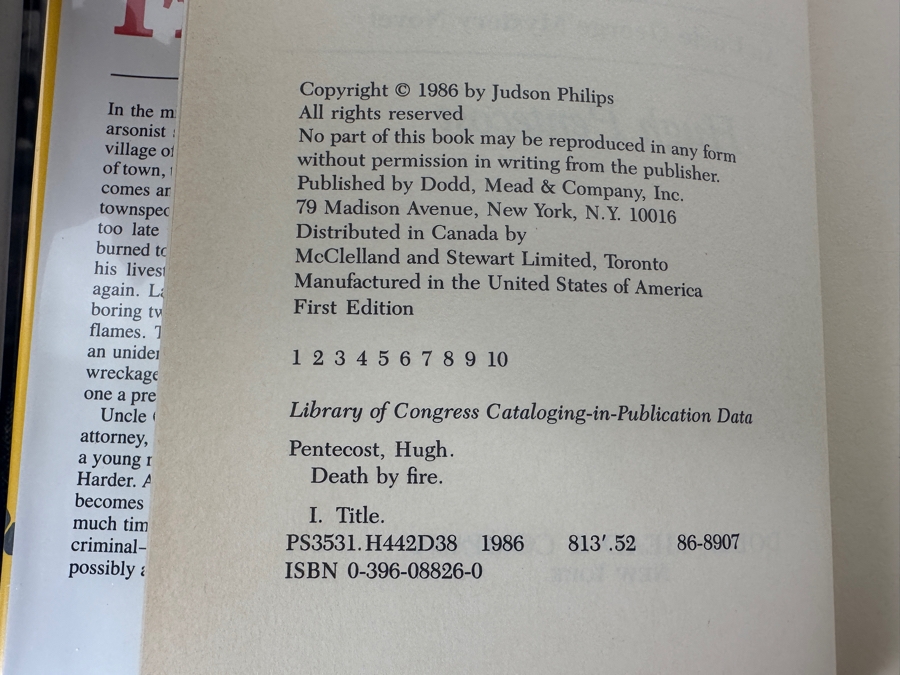 In the m
arsonist
village of
of town,
comes ar
townspec
too late
burned to
his livest
again. La
boring tw
flames. T
an uniden
wreckage
one a pre
Uncle
attorney,
a young
Harder. A
becomes
much tim
criminal-
possibly a
Copyright © 1986 by Judson Philips
All rights reserved
No part of this book may be reproduced in any form
without permission in writing from the publisher.
Published by Dodd, Mead & Company, Inc.
79 Madison Avenue, New York, N.Y. 10016
Distributed in Canada by
McClelland and Stewart Limited, Toronto
Manufactured in the United States of America
First Edition
1 2 3 4 5 6 7 8 9 10
Library of Congress Cataloging-in-Publication Data
Pentecost, Hugh.
Death by fire.
I. Title.
PS3531.H442D38 1986 813'.52 86-8907
ISBN 0-396-08826-0